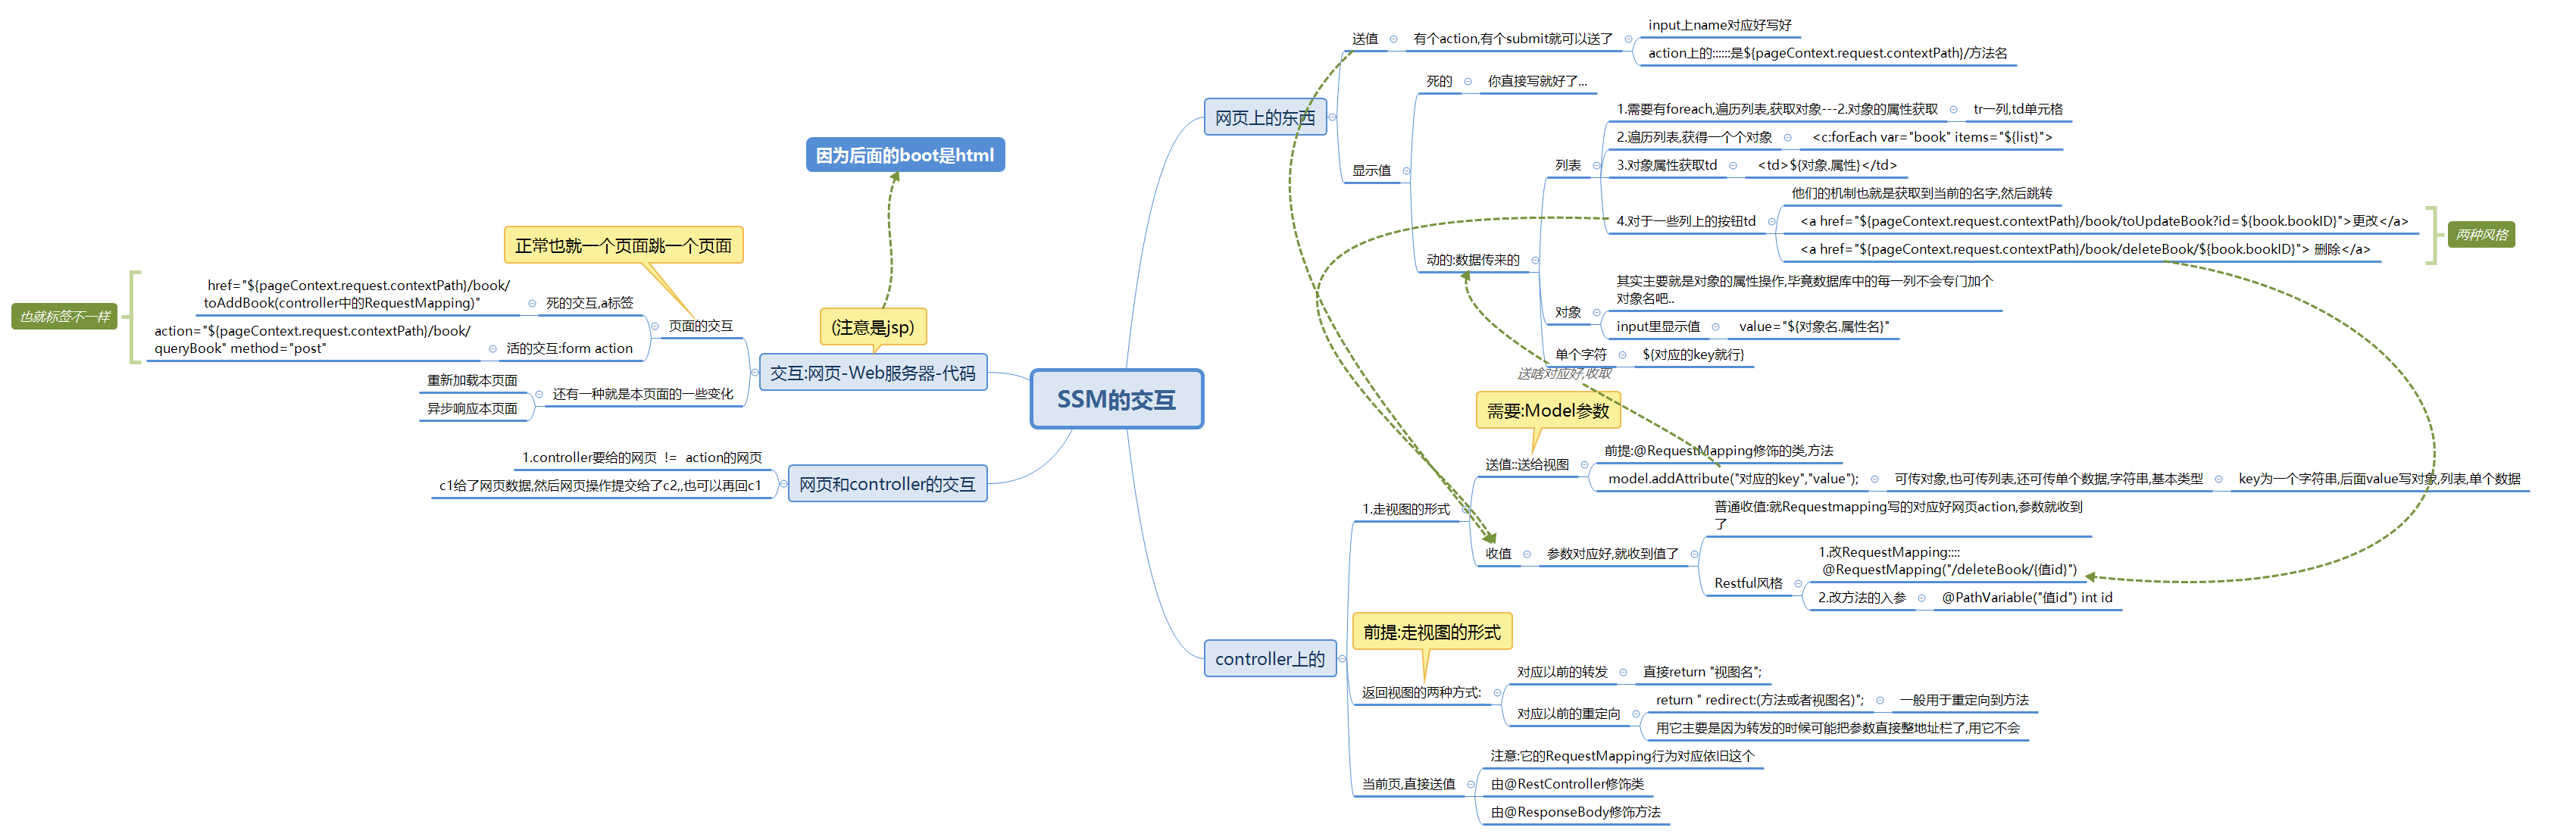 SSM的交互
网页上的东西
送值
有个action,有个submit就可以送了
input上name对应好写好
action上的::::::是${pageContext.request.contextPath}/方法名
显示值
死的
你直接写就好了...
动的:数据传来的
列表
1.需要有foreach,遍历列表,获取对象---2.对象的属性获取
tr一列,td单元格
2.遍历列表,获得一个个对象
<c:forEach var="book" items="${list}">
3.对象属性获取td
<td>${对象.属性}</td>
4.对于一些列上的按钮td
他们的机制也就是获取到当前的名字,然后跳转
<a href="${pageContext.request.contextPath}/book/toUpdateBook?id=${book.bookID}">更改</a>
<a href="${pageContext.request.contextPath}/book/deleteBook/${book.bookID}"> 删除</a>
两种风格
对象
其实主要就是对象的属性操作,毕竟数据库中的每一列不会专门加个
对象名吧..
input里显示值
value="${对象名.属性名}"
单个字符
${对应的key就行}
送啥对应好,收取
controller上的
1.走视图的形式
需要:Model参数
送值::送给视图
前提:@RequestMapping修饰的类,方法
model.addAttribute("对应的key","value");
可传对象,也可传列表,还可传单个数据,字符串,基本类型
key为一个字符串,后面value写对象,列表,单个数据
收值
参数对应好,就收到值了
普通收值:就Requestmapping写的对应好网页action,参数就收到
了
Restful风格
1.改RequestMapping::::
@RequestMapping("/deleteBook/{值id}")
2.改方法的入参
@PathVariable("值id") int id
前提:走视图的形式
返回视图的两种方式:
对应以前的转发
直接return "视图名";
对应以前的重定向
return " redirect:(方法或者视图名)";
一般用于重定向到方法
用它主要是因为转发的时候可能把参数直接整地址栏了,用它不会
当前页,直接送值
注意:它的RequestMapping行为对应依旧这个
由@RestController修饰类
由@ResponseBody修饰方法
因为后面的boot是html
(注意是jsp)
交互:网页-Web服务器-代码
正常也就一个页面跳一个页面
页面的交互
死的交互,a标签
href="${pageContext.request.contextPath}/book/
toAddBook(controller中的RequestMapping)"
活的交互:form action
action="${pageContext.request.contextPath}/book/
queryBook" method="post"
也就标签不一样
还有一种就是本页面的一些变化
重新加载本页面
异步响应本页面
网页和controller的交互
1.controller要给的网页 != action的网页
c1给了网页数据,然后网页操作提交给了c2,,也可以再回c1